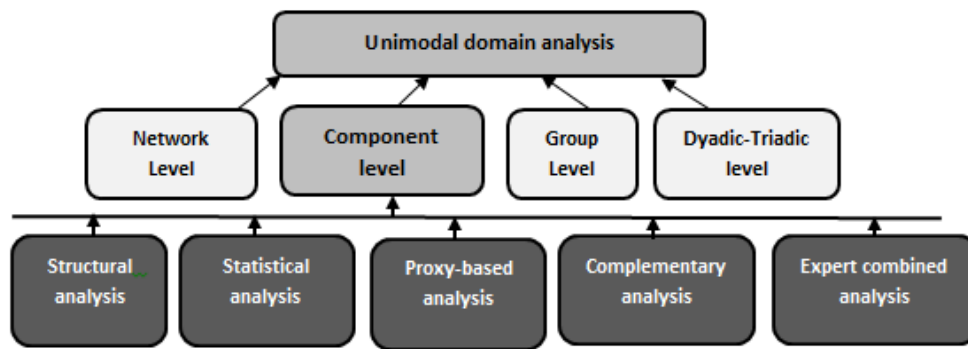 Unimodal domain analysis
Network
Level
Component
level
Group
Level
Dyadic-Triadic
level
Structural
analysis
Statistical
analysis
Proxy-based
analysis
Complementary
analysis
Expert combined
analysis